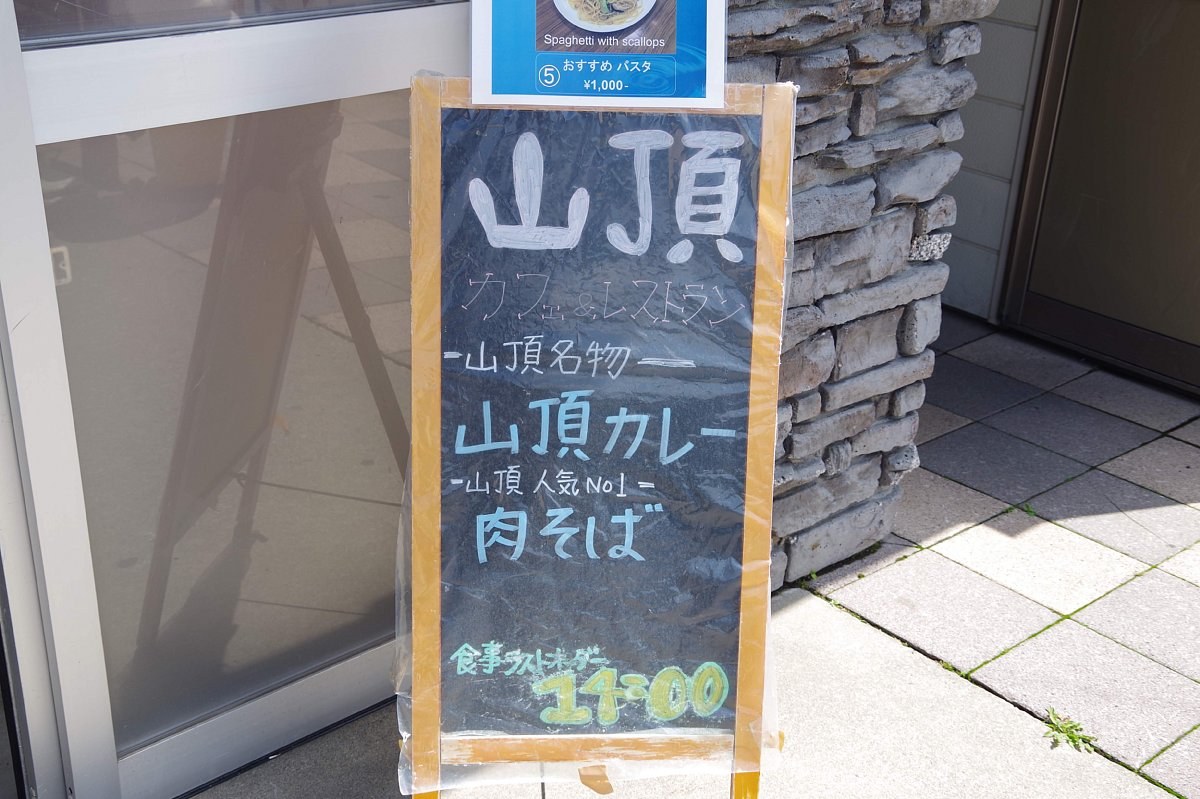 Spaghetti with scallops
⑤ おすすめ パスタ
¥1,000-
山頂
カフェ&レストラン
-山頂名物-
山頂カレー
-山頂 人気No1-
肉そば
食事ラストオーダー
14:00